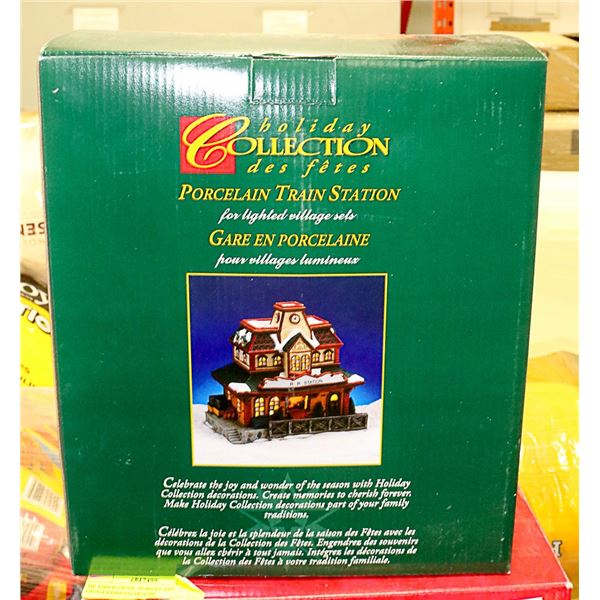 holiday
COLLECTION
des fêtes
PORCELAIN TRAIN STATION
for lighted village sets
GARE EN PORCELAINE
pour villages lumineux
R R STATION
Celebrate the joy and wonder of the season with Holiday
Collection decorations. Create memories to cherish forever.
Make Holiday Collection decorations part of your family
traditions.
Célébrez la joie et la splendeur de la saison des Fêtes avec les
décorations de la Collection des Fêtes. Engendrez des souvenirs
que vous allez chérir à tout jamais. Intégrez les décorations de
la Collection des Fêtes à votre tradition familiale.